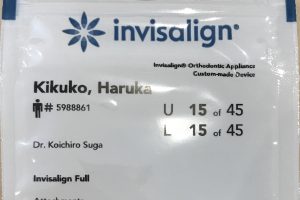 invisalign®
Invisalign® Orthodontic Appliance
Custom-made Device
Kikuko, Haruka
# 5988861
U 15 of 45
L 15 of 45
Dr. Koichiro Suga
Invisalign Full
Attachments